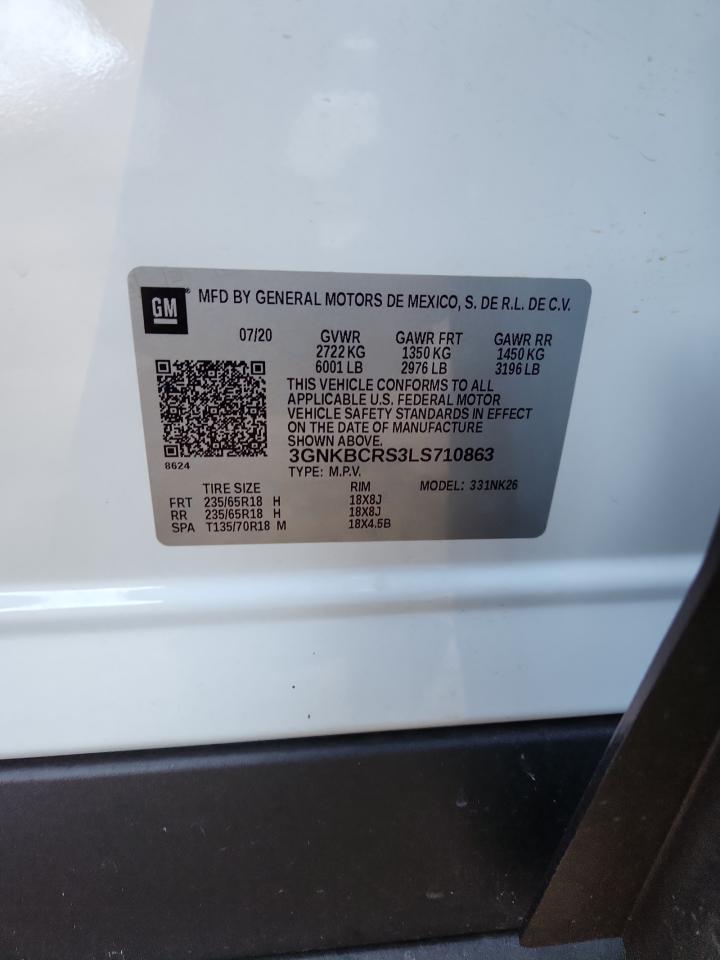 GM ® MFD BY GENERAL MOTORS DE MEXICO, S. DE R.L. DE C.V.
07/20 GVWR GAWR FRT GAWR RR
2722 KG 1350 KG 1450 KG
6001 LB 2976 LB 3196 LB
THIS VEHICLE CONFORMS TO ALL
APPLICABLE U.S. FEDERAL MOTOR
VEHICLE SAFETY STANDARDS IN EFFECT
ON THE DATE OF MANUFACTURE
SHOWN ABOVE.
3GNKBCRS3LS710863
8624
TYPE: M.P.V.
TIRE SIZE RIM MODEL: 331NK26
FRT 235/65R18 H 18X8J
RR 235/65R18 H 18X8J
SPA T135/70R18 M 18X4.5B